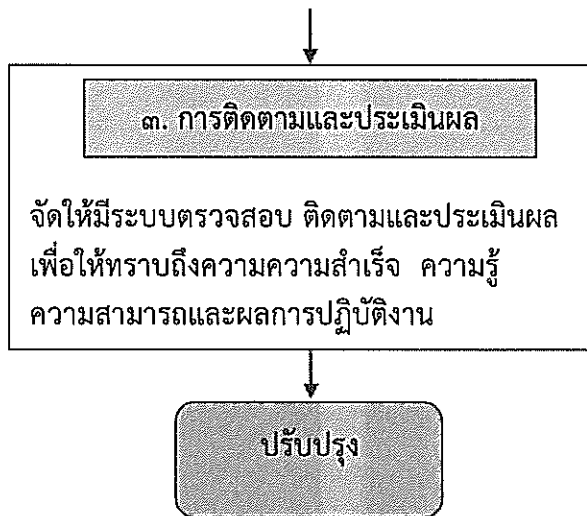 ๓. การติดตามและประเมินผล
จัดให้มีระบบตรวจสอบ ติดตามและประเมินผล
เพื่อให้ทราบถึงความความสำเร็จ ความรู้
ความสามารถและผลการปฏิบัติงาน
ปรับปรุง